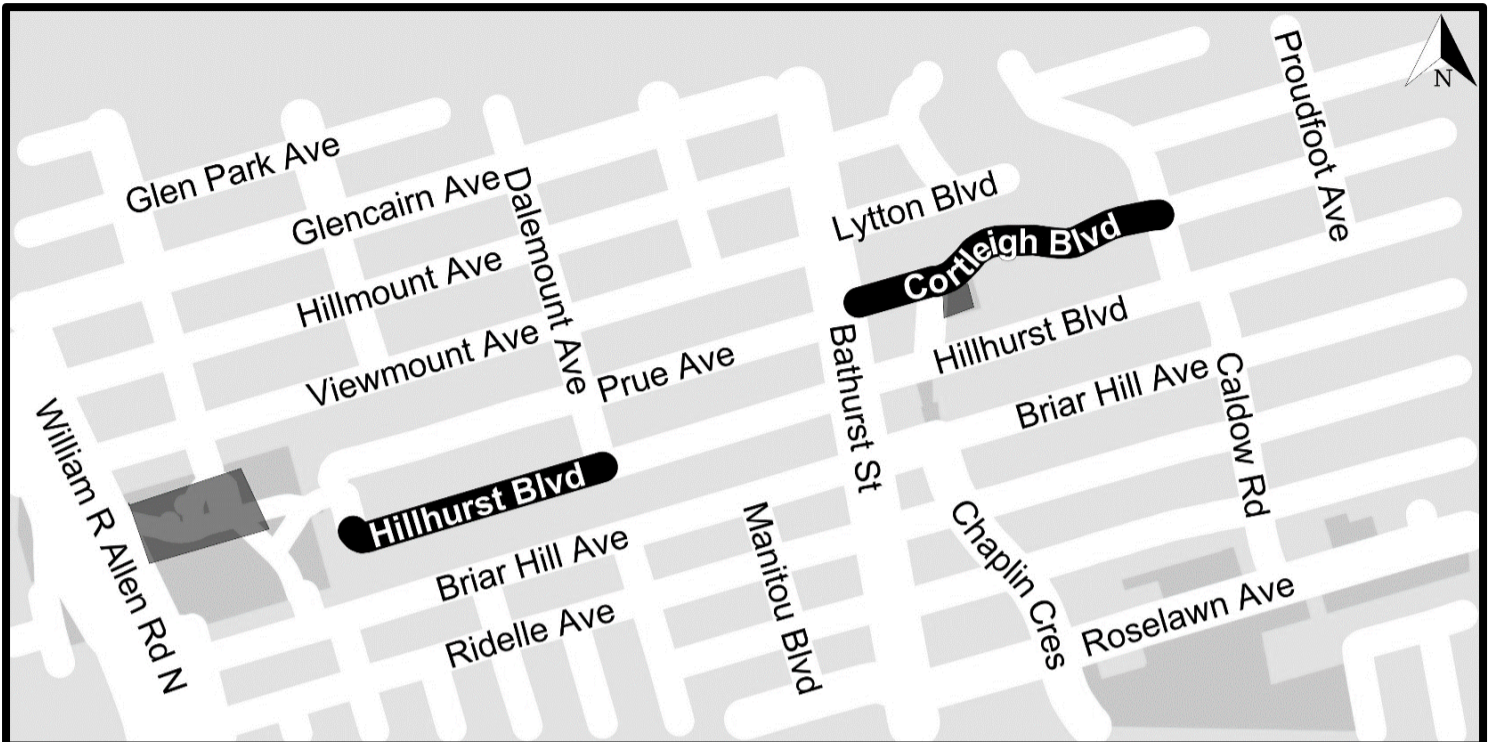 Proudfoot Ave
N
Glen Park Ave
Glencairn Ave
Dalemount Ave
Lytton Blvd
Cortleigh Blvd
Hillmount Ave
Viewmount Ave
Prue Ave
Bathurst St
Hillhurst Blvd
Briar Hill Ave
Caldow Rd
William R Allen Rd N
Hillhurst Blvd
Briar Hill Ave
Manitou Blvd
Chaplin Cres
Ridelle Ave
Roselawn Ave